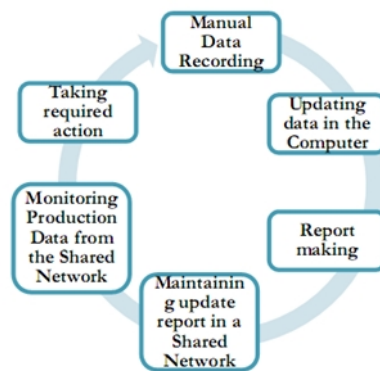 Manual
Data
Recording
Updating
data in the
Computer
Report
making
Maintainin
g update
report in a
Shared
Network
Monitoring
Production
Data from
the Shared
Network
Taking
required
action